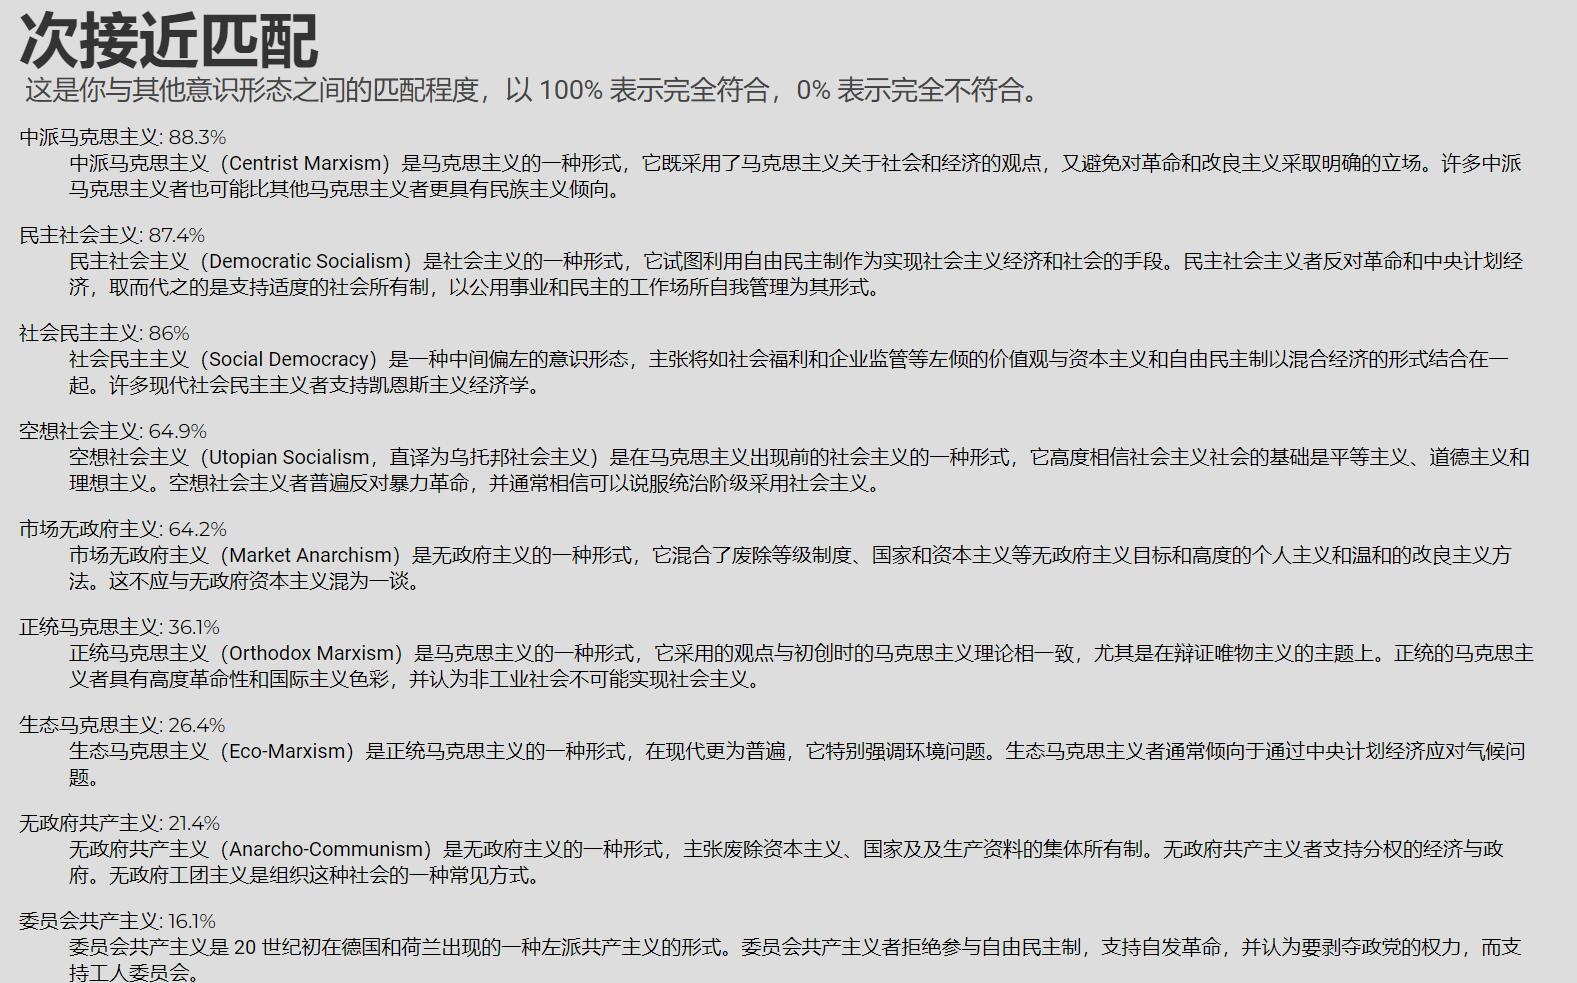 次接近匹配
这是你与其他意识形态之间的匹配程度，以 100% 表示完全符合，0% 表示完全不符合。
中派马克思主义: 88.3%
中派马克思主义（Centrist Marxism）是马克思主义的一种形式，它既采用了马克思主义关于社会和经济的观点，又避免对革命和改良主义采取明确的立场。许多中派
马克思主义者也可能比其他马克思主义者更具有民族主义倾向。
民主社会主义: 87.4%
民主社会主义（Democratic Socialism）是社会主义的一种形式，它试图利用自由民主制作为实现社会主义经济和社会的手段。民主社会主义者反对革命和中央计划经
济，取而代之的是支持适度的社会所有制，以公用事业和民主的工作场所自我管理为其形式。
社会民主主义: 86%
社会民主主义（Social Democracy）是一种中间偏左的意识形态，主张将如社会福利和企业监管等左倾的价值观与资本主义和自由民主制以混合经济的形式结合在一
起。许多现代社会民主主义者支持凯恩斯主义经济学。
空想社会主义: 64.9%
空想社会主义（Utopian Socialism，直译为乌托邦社会主义）是在马克思主义出现前的社会主义的一种形式，它高度相信社会主义社会的基础是平等主义、道德主义和
理想主义。空想社会主义者普遍反对暴力革命，并通常相信可以说服统治阶级采用社会主义。
市场无政府主义: 64.2%
市场无政府主义（Market Anarchism）是无政府主义的一种形式，它混合了废除等级制度、国家和资本主义等无政府主义目标和高度的个人主义和温和的改良主义方
法。这不应与无政府资本主义混为一谈。
正统马克思主义: 36.1%
正统马克思主义（Orthodox Marxism）是马克思主义的一种形式，它采用的观点与初创时的马克思主义理论相一致，尤其是在辩证唯物主义的主题上。正统的马克思主
义者具有高度革命性和国际主义色彩，并认为非工业社会不可能实现社会主义。
生态马克思主义: 26.4%
生态马克思主义（Eco-Marxism）是正统马克思主义的一种形式，在现代更为普遍，它特别强调环境问题。生态马克思主义者通常倾向于通过中央计划经济应对气候问
题。
无政府共产主义: 21.4%
无政府共产主义（Anarcho-Communism）是无政府主义的一种形式，主张废除资本主义、国家及及生产资料的集体所有制。无政府共产主义者支持分权的经济与政
府。无政府工团主义是组织这种社会的一种常见方式。
委员会共产主义: 16.1%
委员会共产主义是 20 世纪初在德国和荷兰出现的一种左派共产主义的形式。委员会共产主义者拒绝参与自由民主制，支持自发革命，并认为要剥夺政党的权力，而支
持工人委员会。